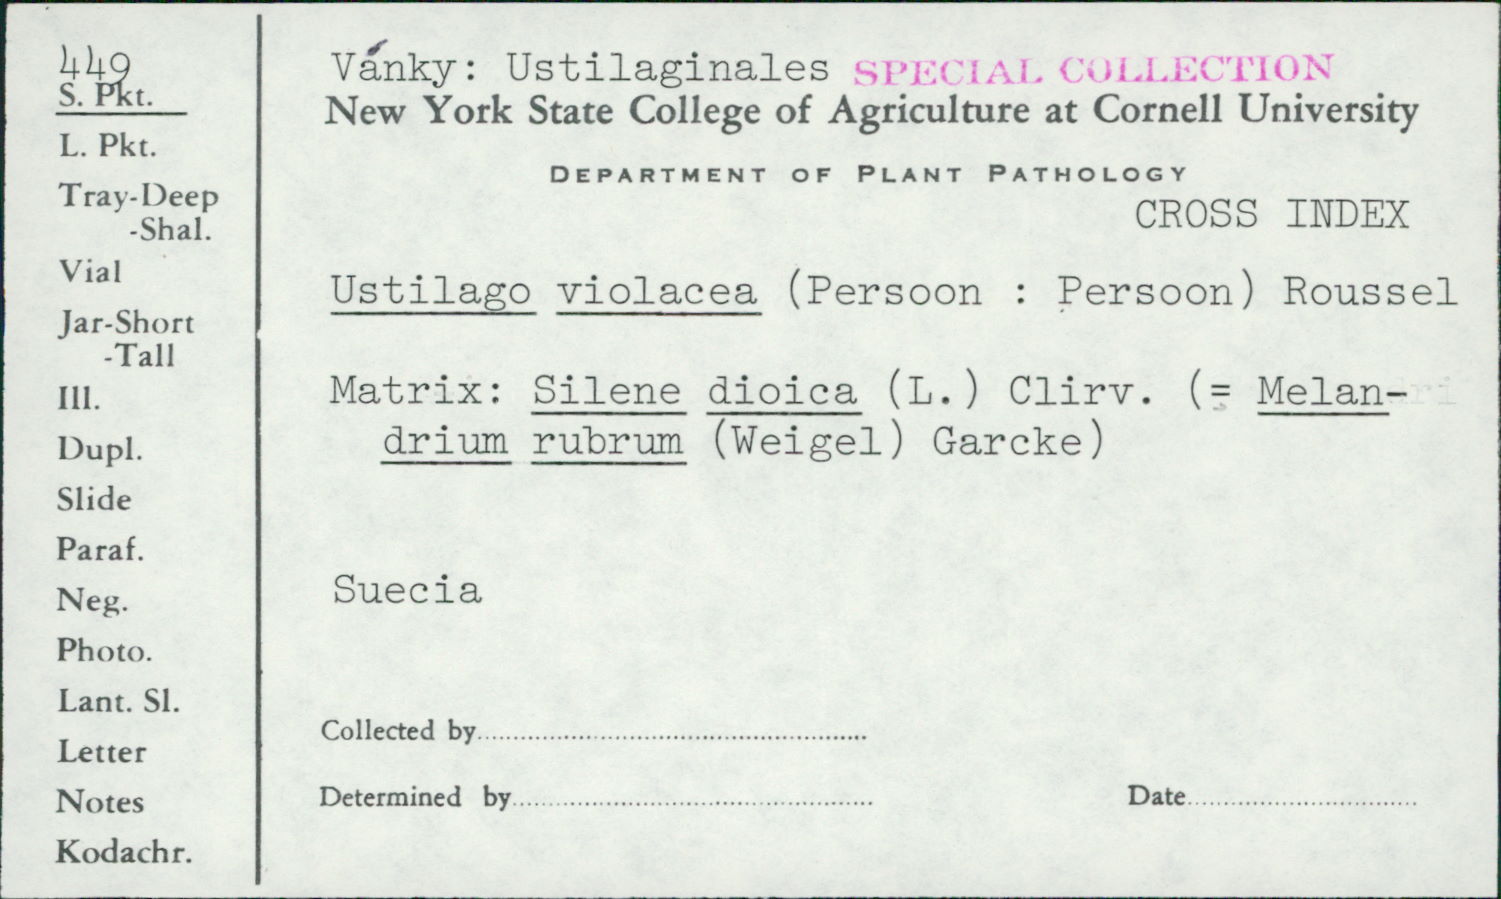 449
S. Pkt.
L. Pkt.
Tray-Deep
-Shal.
Vial
Jar-Short
-Tall
Ill.
Dupl.
Slide
Paraf.
Neg.
Photo.
Lant. Sl.
Letter
Notes
Kodachr.
Vánky: Ustilaginales SPECIAL COLLECTION
New York State College of Agriculture at Cornell University
DEPARTMENT OF PLANT PATHOLOGY
CROSS INDEX
Ustilago violacea (Persoon : Persoon) Roussel
Matrix: Silene dioica (L.) Clirv. (= Melan-
drium rubrum (Weigel) Garcke)
Suecia
Collected by
Determined by Date